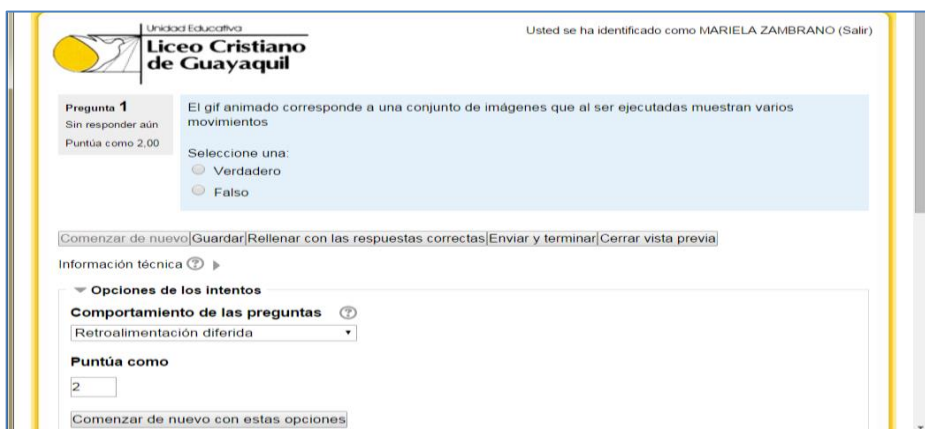 Unidad Educativa
Liceo Cristiano
de Guayaquil
Usted se ha identificado como MARIELA ZAMBRANO (Salir)
Pregunta 1
Sin responder aún
Puntúa como 2,00
El gif animado corresponde a una conjunto de imágenes que al ser ejecutadas muestran varios
movimientos
Seleccione una:
Verdadero
Falso
Comenzar de nuevo Guardar Rellenar con las respuestas correctas Enviar y terminar Cerrar vista previa
Información técnica ?
Opciones de los intentos
Comportamiento de las preguntas ?
Retroalimentación diferida
Puntúa como
2
Comenzar de nuevo con estas opciones